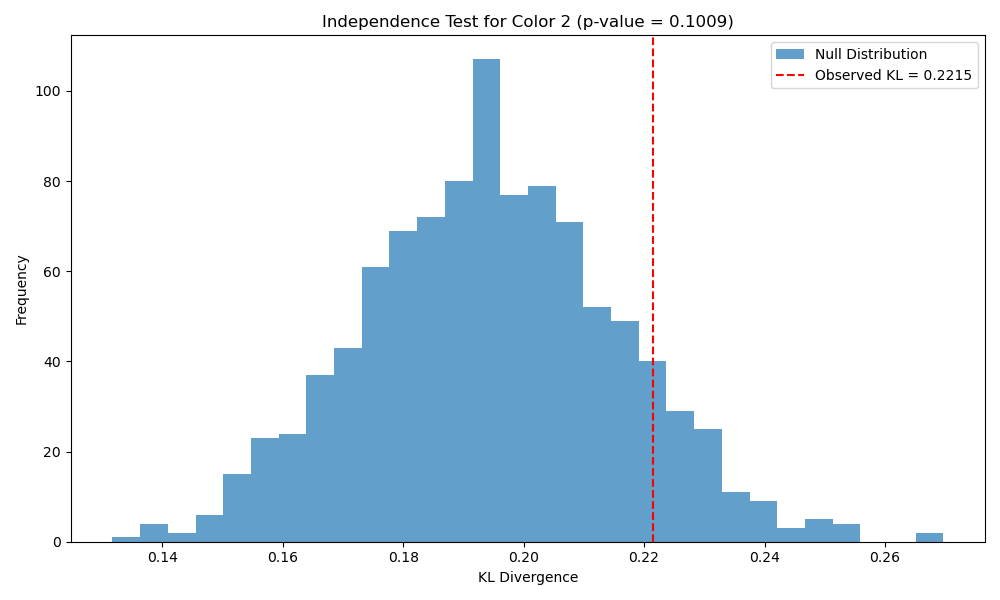 Independence Test for Color 2 (p-value = 0.1009)
Null Distribution
Observed KL = 0.2215
Frequency
100
80
60
40
20
0
0.14 0.16 0.18 0.20 0.22 0.24 0.26
KL Divergence